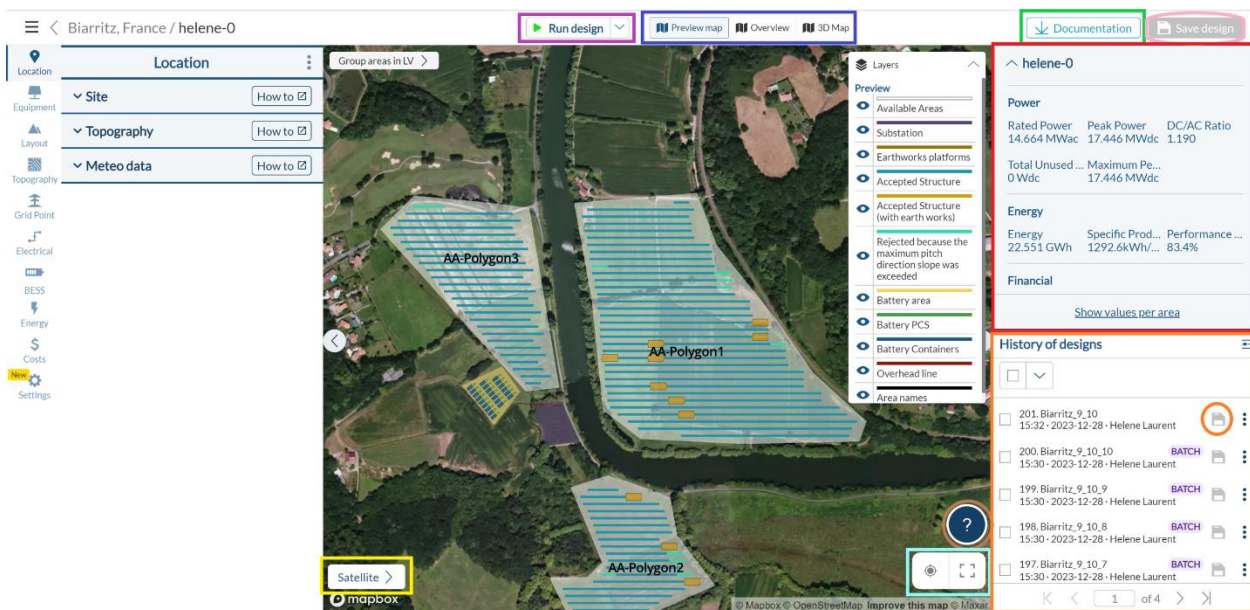 Biarritz, France / helene-0
Run design
Preview map
Overview
3D Map
Documentation
Save design
Location
Equipment
Layout
Topography
Grid Point
Electrical
BESS
Energy
Costs
New
Settings
Location
Site
How to
Topography
How to
Meteo data
How to
Group areas in LV
AA-Polygon3
AA-Polygon1
AA-Polygon2
Satellite
mapbox
?
© Mapbox © OpenStreetMap Improve this map © Maxar
Layers
Preview
Available Areas
Substation
Earthworks platforms
Accepted Structure
Accepted Structure
(with earth works)
Rejected because the
maximum pitch
direction slope was
exceeded
Battery area
Battery PCS
Battery Containers
Overhead line
Area names
helene-0
Power
Rated Power Peak Power DC/AC Ratio
14.664 MWac 17.446 MWdc 1.190
Total Unused ... Maximum Pe...
0 Wdc 17.446 MWdc
Energy
Energy Specific Prod... Performance ...
22.551 GWh 1292.6kWh/... 83.4%
Financial
Show values per area
History of designs
201. Biarritz_9_10
15:32 · 2023-12-28 · Helene Laurent
200. Biarritz_9_10_10 BATCH
15:30 · 2023-12-28 · Helene Laurent
199. Biarritz_9_10_9 BATCH
15:30 · 2023-12-28 · Helene Laurent
198. Biarritz_9_10_8 BATCH
15:30 · 2023-12-28 · Helene Laurent
197. Biarritz_9_10_7 BATCH
15:30 · 2023-12-28 · Helene Laurent
1 of 4